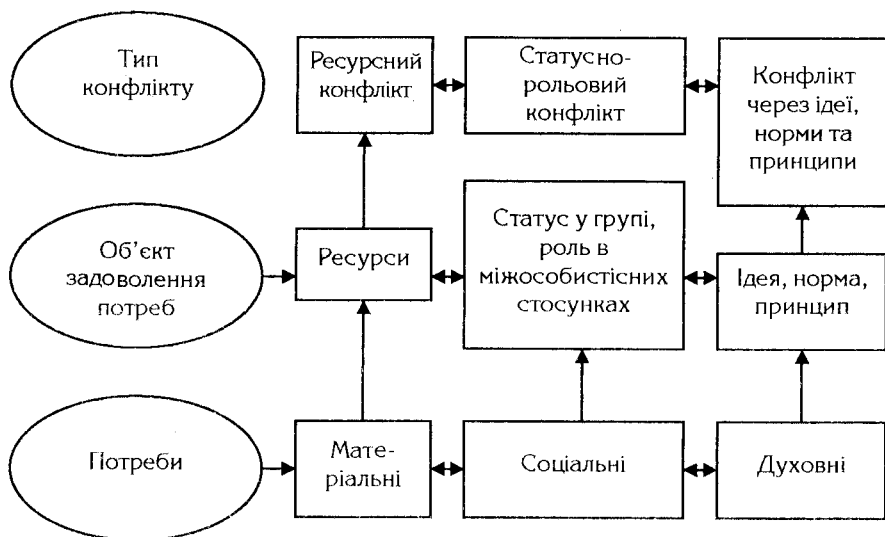 Тип
конфлікту
Ресурсний
конфлікт
Статусно-
рольовий
конфлікт
Конфлікт
через ідеї,
норми та
принципи
Об’єкт
задоволення
потреб
Ресурси
Статус у групі,
роль в
міжособистісних
стосунках
Ідея, норма,
принцип
Потреби
Мате-
ріальні
Соціальні
Духовні